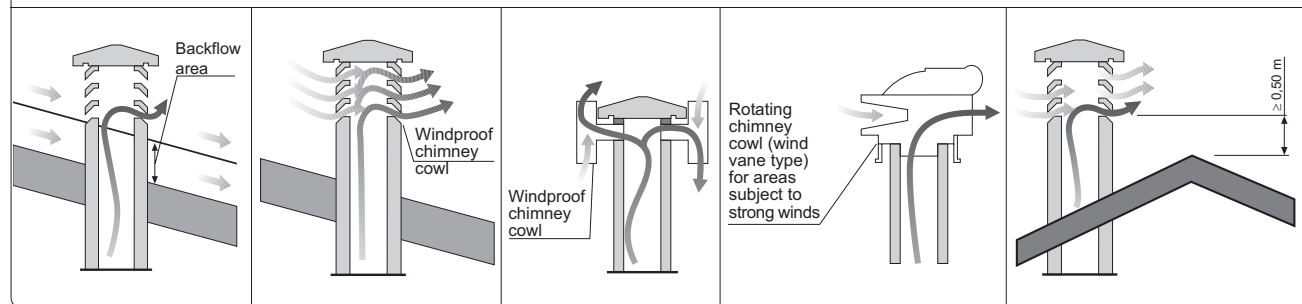 Backflow
area
Windproof
chimney
cowl
Windproof
chimney
cowl
Rotating
chimney
cowl (wind
vane type)
for areas
subject to
strong winds
≥ 0,50 m